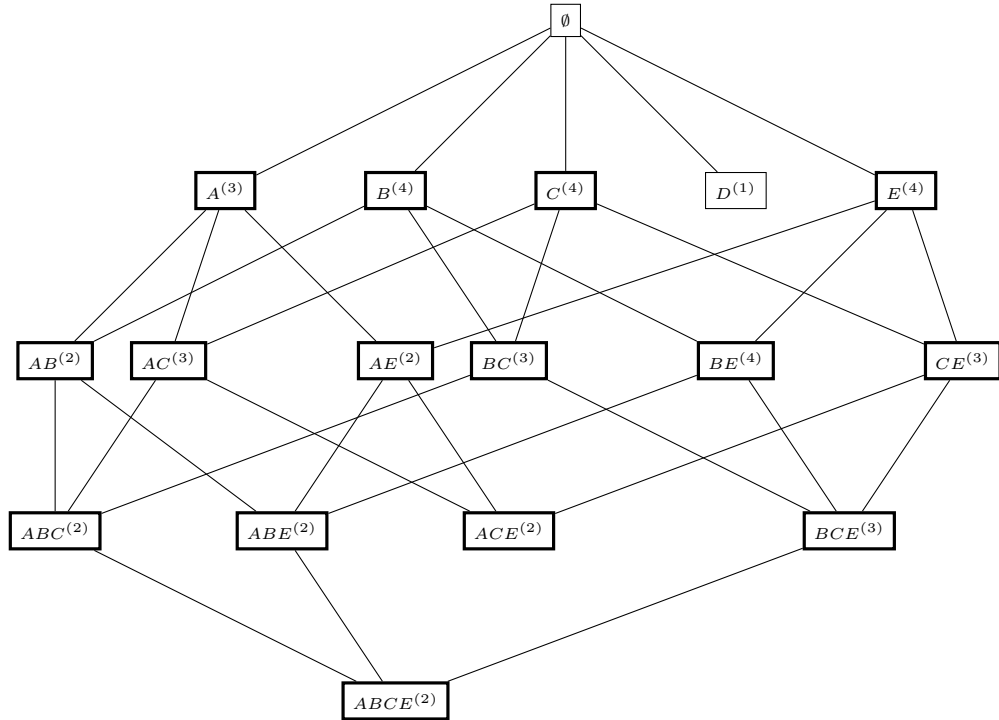 ∅
A^(3) B^(4) C^(4) D^(1) E^(4)
AB^(2) AC^(3) AE^(2) BC^(3) BE^(4) CE^(3)
ABC^(2) ABE^(2) ACE^(2) BCE^(3)
ABCE^(2)